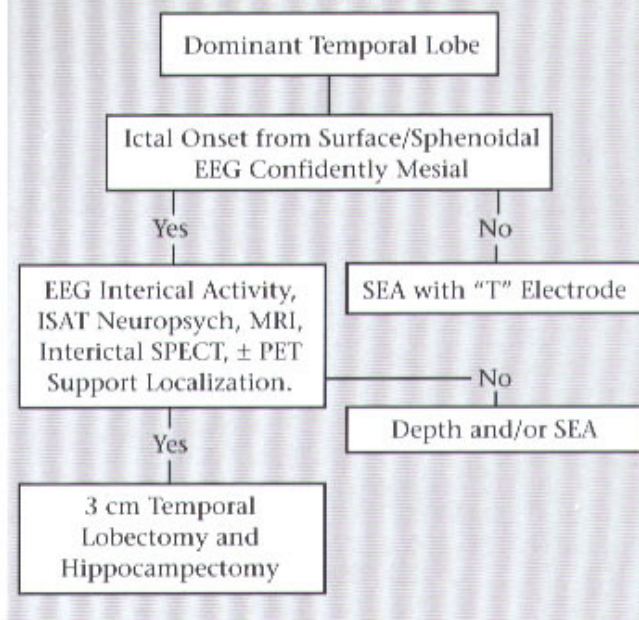 Dominant Temporal Lobe
Ictal Onset from Surface/Sphenoidal
EEG Confidently Mesial
Yes
No
EEG Interical Activity,
ISAT Neuropsych, MRI,
Interictal SPECT, ± PET
Support Localization.
SEA with “T” Electrode
No
Depth and/or SEA
Yes
3 cm Temporal
Lobectomy and
Hippocampectomy